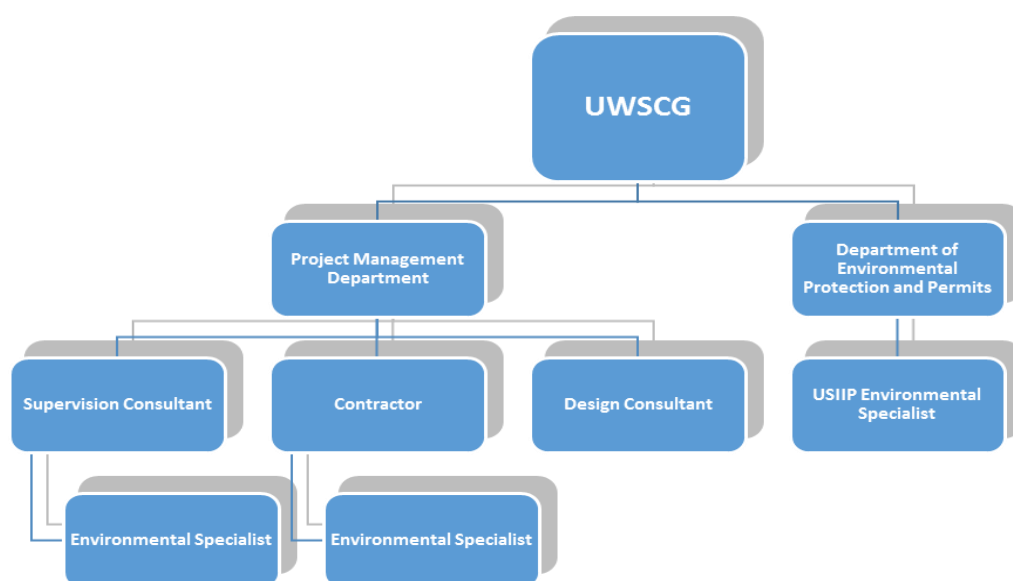 UWSCG
Project Management
Department
Department of
Environmental
Protection and Permits
Supervision Consultant
Contractor
Design Consultant
USIIP Environmental
Specialist
Environmental Specialist
Environmental Specialist